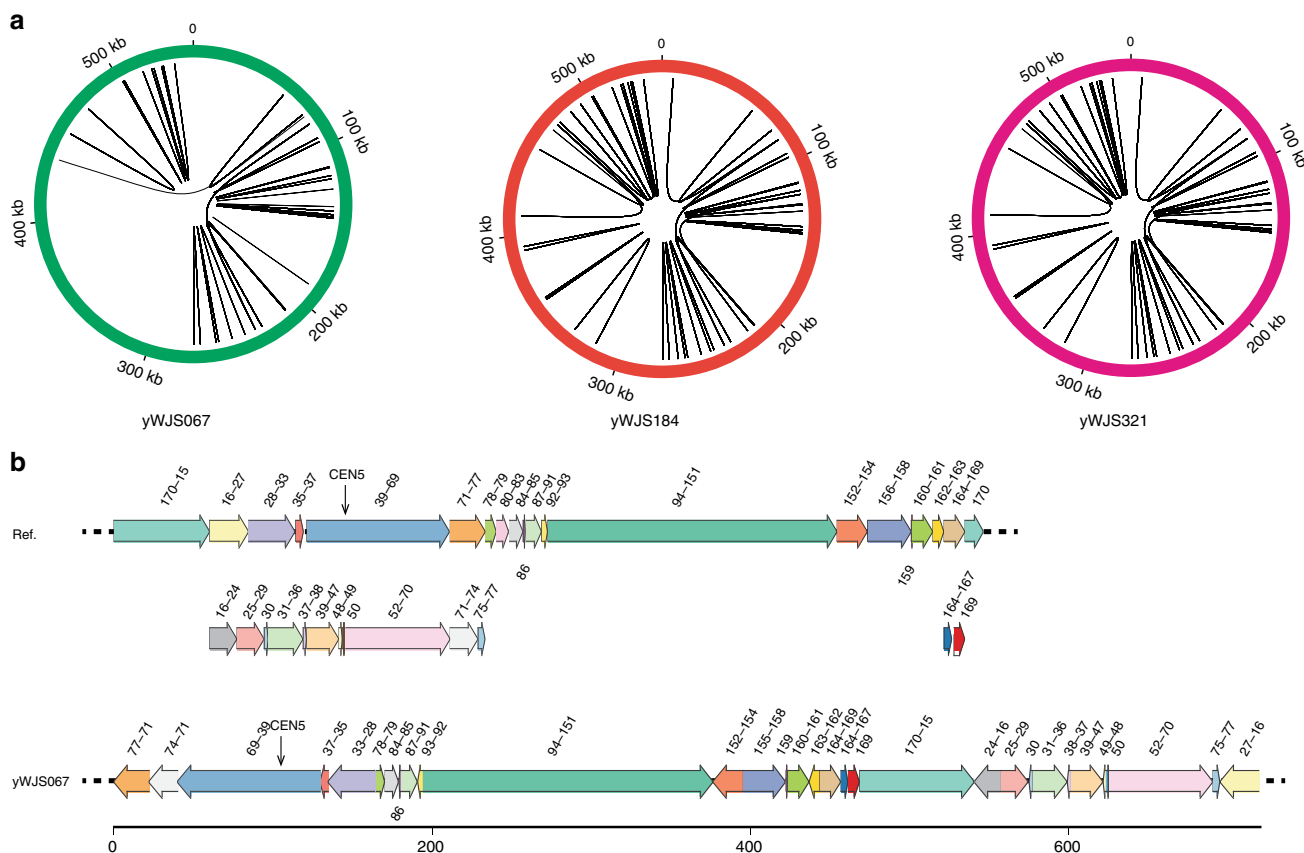 a
0 0 0
500 kb 500 kb 500 kb
100 kb 100 kb 100 kb
400 kb 400 kb 400 kb
200 kb 200 kb 200 kb
300 kb 300 kb 300 kb
yWJS067 yWJS184 yWJS321
b
170–15 16–27 28–33 35–37 CEN5 39–69 71–77 78–79 80–83 84–85 87–91 92–93 94–151 152–154 156–158 160–161 162–163 164–169 170
Ref.
86 159
16–24 25–29 30 31–36 37–38 39–47 48–49 50 52–70 71–74 75–77 164–167 169
77–71 74–71 69–39 CEN5 37–35 33–28 78–79 84–85 87–91 93–92 94–151 152–154 155–158 159 160–161 163–162 164–169 164–167 169 170–15 24–16 25–29 30 31–36 38–37 39–47 49–48 50 52–70 75–77 27–16
yWJS067
86
0 200 400 600